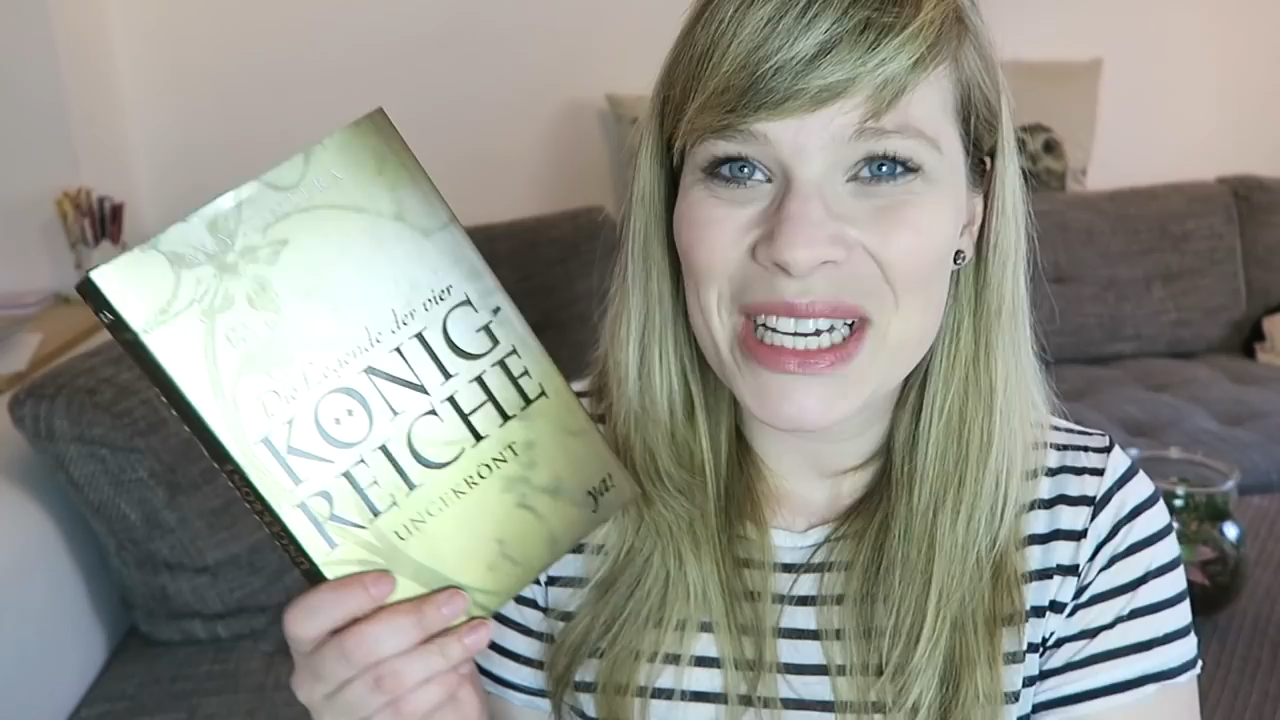 Die Legende der vier
KÖNIG-
REICHE
UNGEKRÖNT
ya!